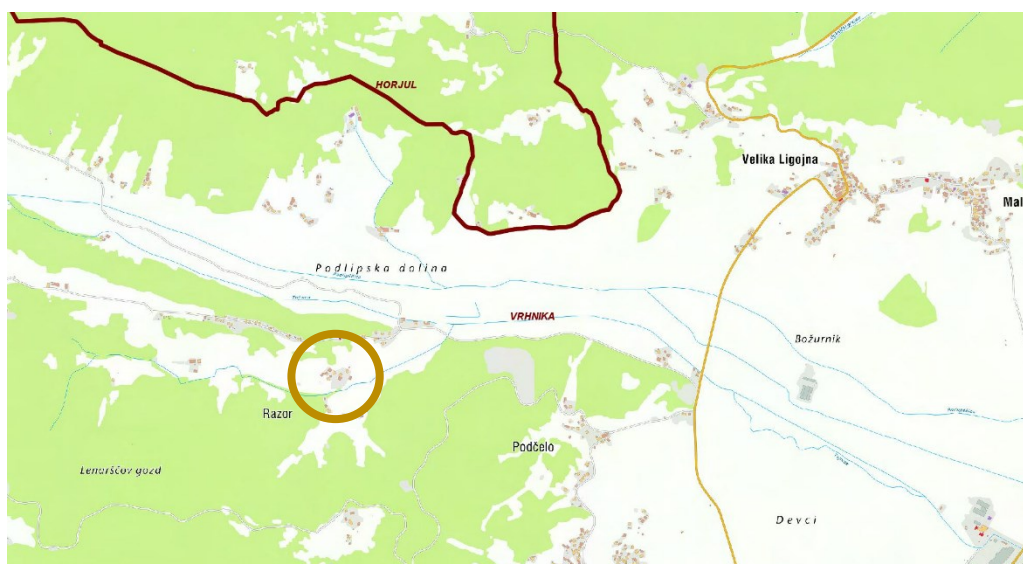 HORJUL
Velika Ligojna
Mal
Podlipska dolina
VRHNIKA
Božurnik
Razor
Podčelo
Lenarščov gozd
Devci